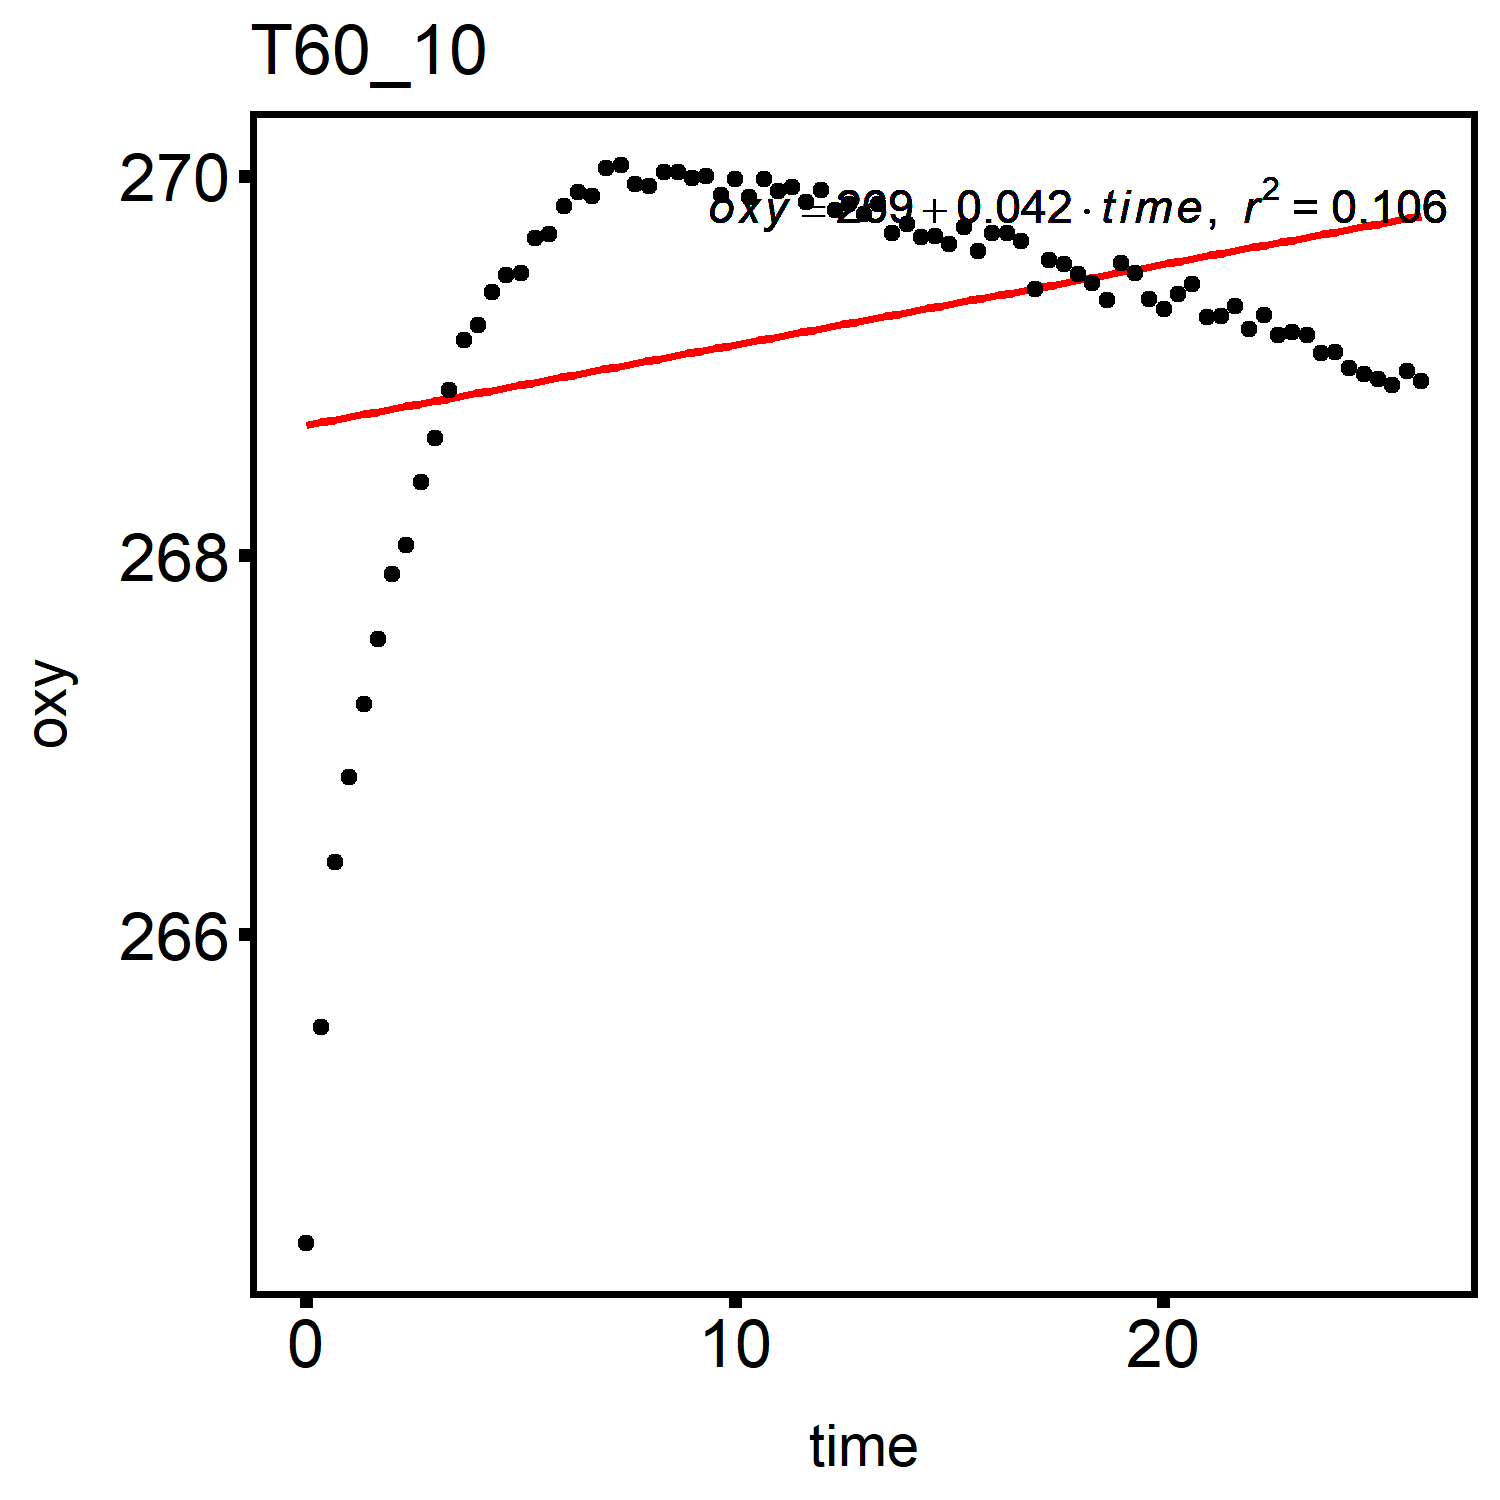 T60_10
270
268
266
oxy
oxy = 269 + 0.042 · time, r² = 0.106
0 10 20
time